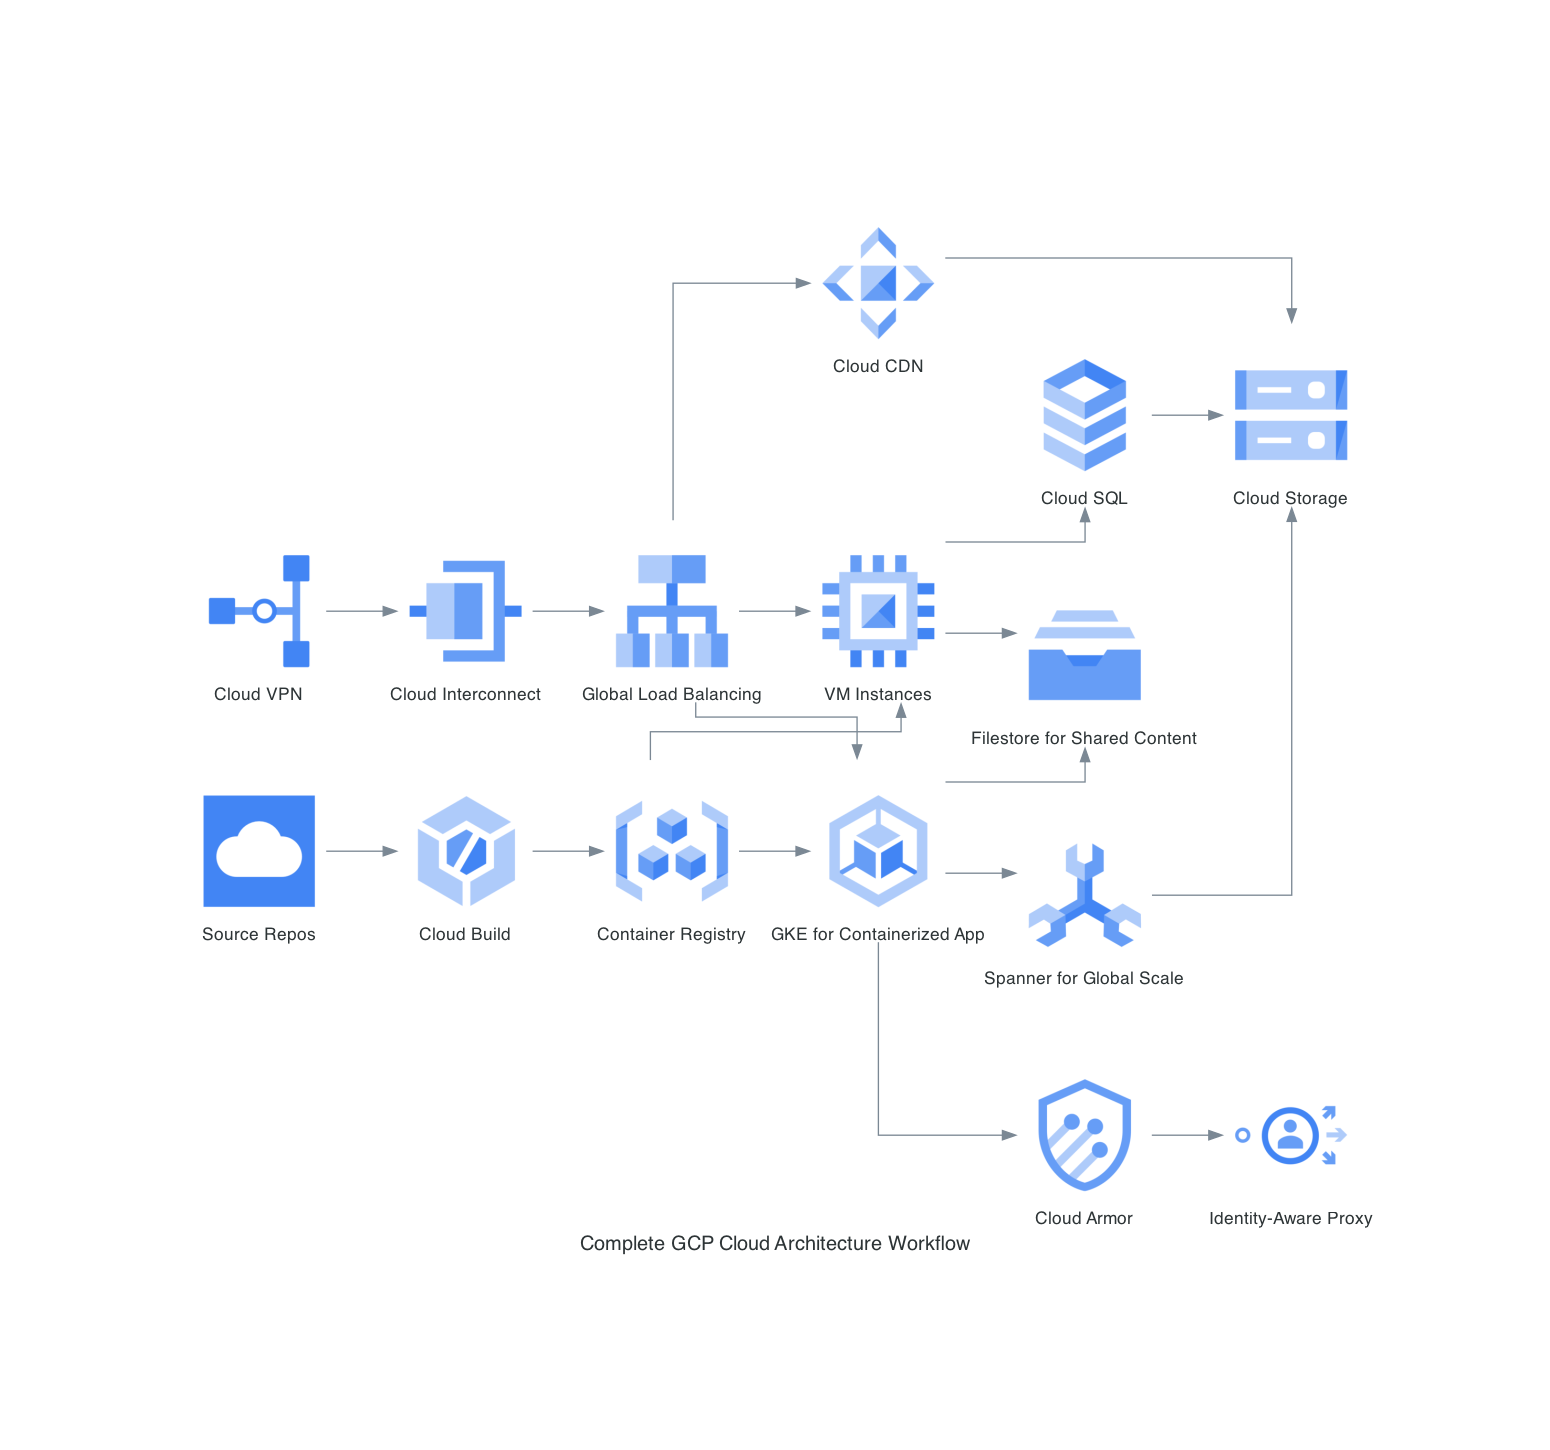 Cloud CDN
Cloud SQL
Cloud Storage
Cloud VPN
Cloud Interconnect
Global Load Balancing
VM Instances
Filestore for Shared Content
Source Repos
Cloud Build
Container Registry
GKE for Containerized App
Spanner for Global Scale
Cloud Armor
Identity-Aware Proxy
Complete GCP Cloud Architecture Workflow